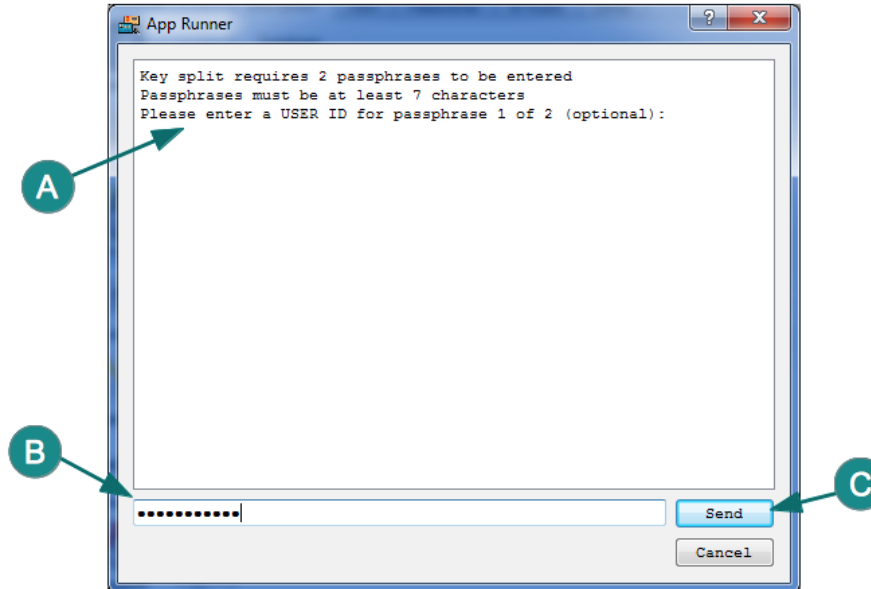 App Runner
?
X
Key split requires 2 passphrases to be entered
Passphrases must be at least 7 characters
Please enter a USER ID for passphrase 1 of 2 (optional):
A
B
•••••••••••
Send
C
Cancel